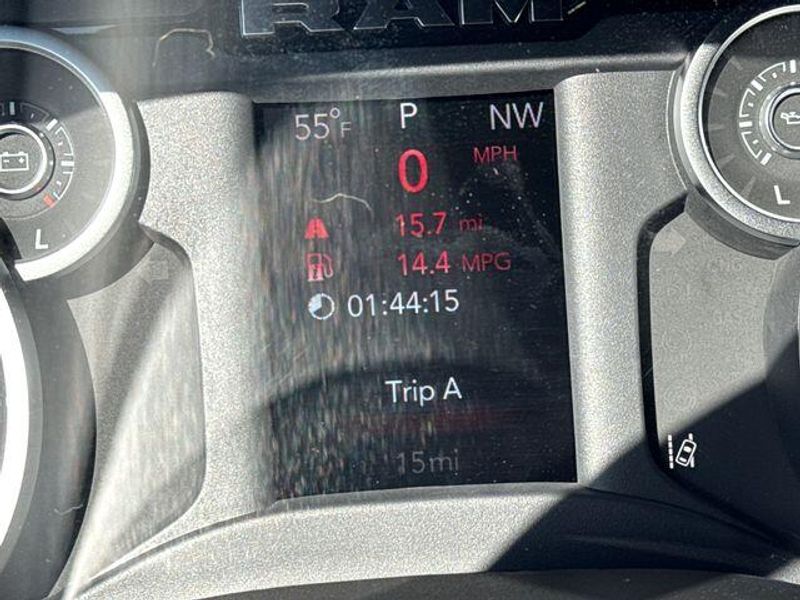 RAM
55°F P NW
0 MPH
15.7 mi
14.4 MPG
01:44:15
Trip A
15mi
L
L